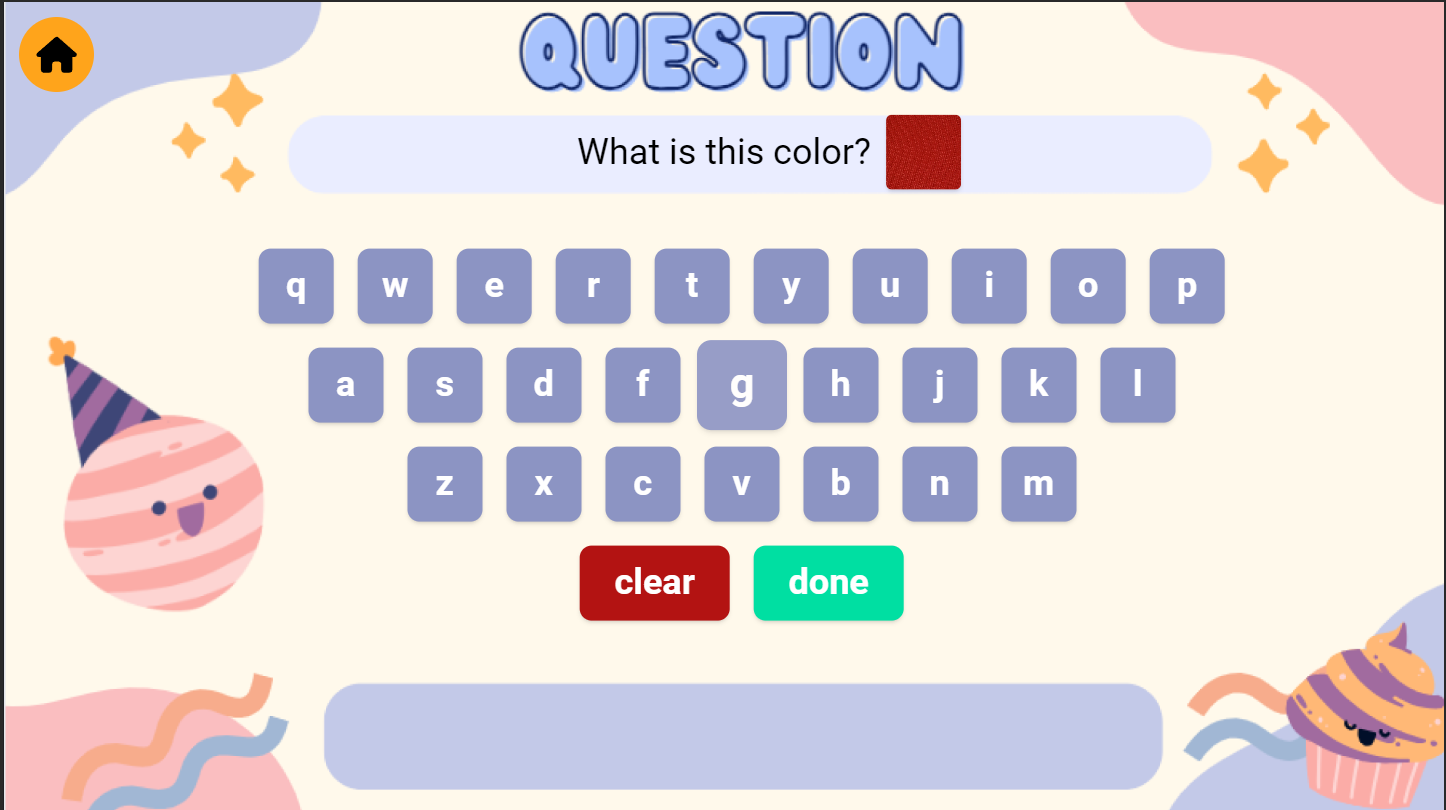 QUESTION
What is this color?
q w e r t y u i o p
a s d f g h j k l
z x c v b n m
clear done